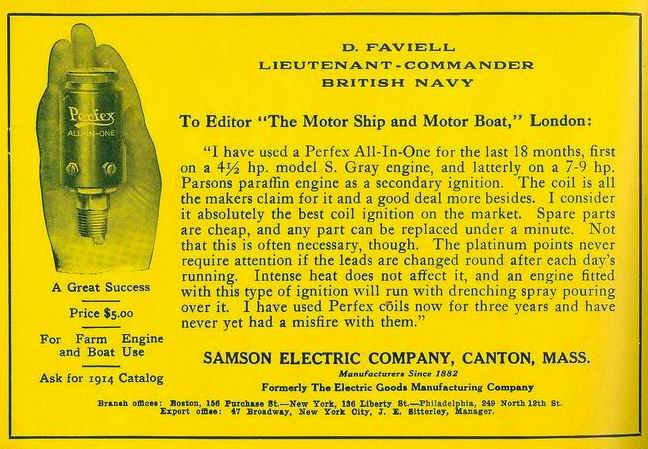 Perfex
ALL-IN-ONE
A Great Success
Price $5.00
For Farm Engine
and Boat Use
Ask for 1914 Catalog
D. FAVIELL
LIEUTENANT-COMMANDER
BRITISH NAVY
To Editor "The Motor Ship and Motor Boat," London:
"I have used a Perfex All-In-One for the last 18 months, first
on a 4½ hp. model S. Gray engine, and latterly on a 7-9 hp.
Parsons paraffin engine as a secondary ignition. The coil is all
the makers claim for it and a good deal more besides. I consider
it absolutely the best coil ignition on the market. Spare parts
are cheap, and any part can be replaced under a minute. Not
that this is often necessary, though. The platinum points never
require attention if the leads are changed round after each day's
running. Intense heat does not affect it, and an engine fitted
with this type of ignition will run with drenching spray pouring
over it. I have used Perfex coils now for three years and have
never yet had a misfire with them."
SAMSON ELECTRIC COMPANY, CANTON, MASS.
Manufacturers Since 1882
Formerly The Electric Goods Manufacturing Company
Branch offices: Boston, 156 Purchase St.—New York, 136 Liberty St.—Philadelphia, 249 North 12th St.
Export office: 47 Broadway, New York City, J. E. Sitterley, Manager.